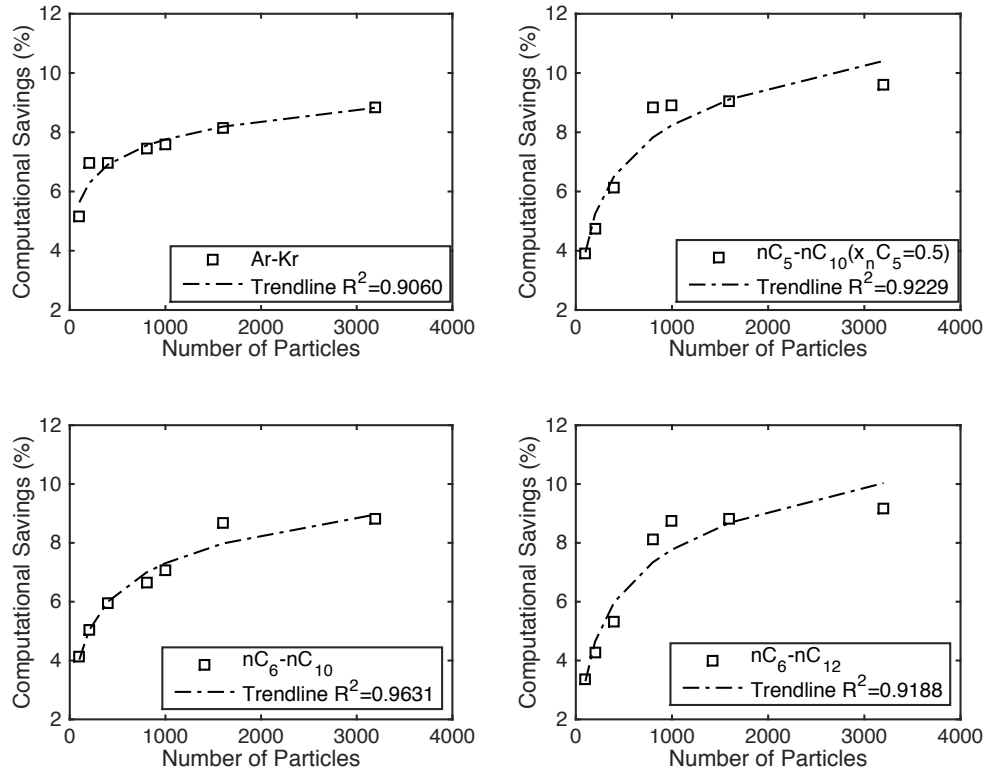 Computational Savings (%)
12
10
8
6
4
2
Ar-Kr
Trendline R²=0.9060
0 1000 2000 3000 4000
Number of Particles
Computational Savings (%)
12
10
8
6
4
2
nC₅-nC₁₀(xₙC₅=0.5)
Trendline R²=0.9229
0 1000 2000 3000 4000
Number of Particles
Computational Savings (%)
12
10
8
6
4
2
nC₆-nC₁₀
Trendline R²=0.9631
0 1000 2000 3000 4000
Number of Particles
Computational Savings (%)
12
10
8
6
4
2
nC₆-nC₁₂
Trendline R²=0.9188
0 1000 2000 3000 4000
Number of Particles